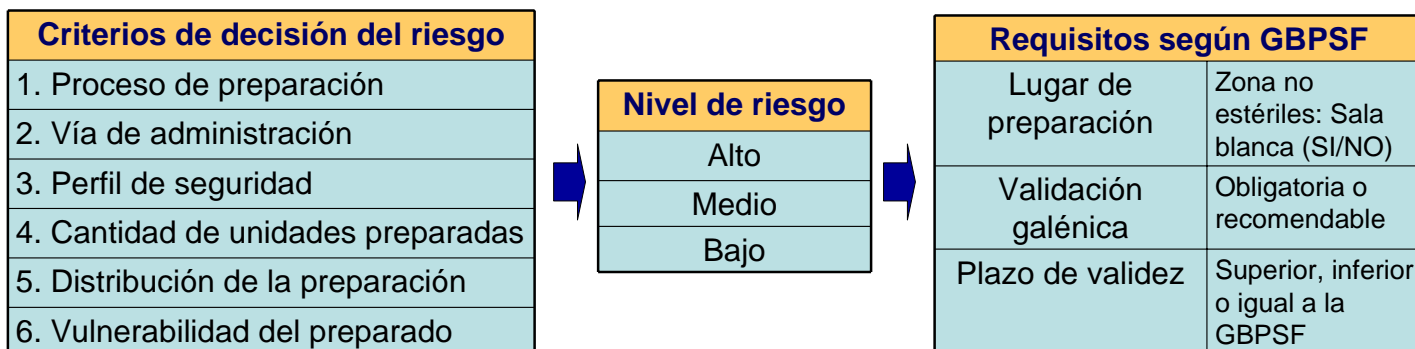 Criterios de decisión del riesgo
1. Proceso de preparación
2. Vía de administración
3. Perfil de seguridad
4. Cantidad de unidades preparadas
5. Distribución de la preparación
6. Vulnerabilidad del preparado
Nivel de riesgo
Alto
Medio
Bajo
Requisitos según GBPSF
Lugar de
preparación
Zona no
estériles: Sala
blanca (SI/NO)
Validación
galénica
Obligatoria o
recomendable
Plazo de validez
Superior, inferior
o igual a la
GBPSF